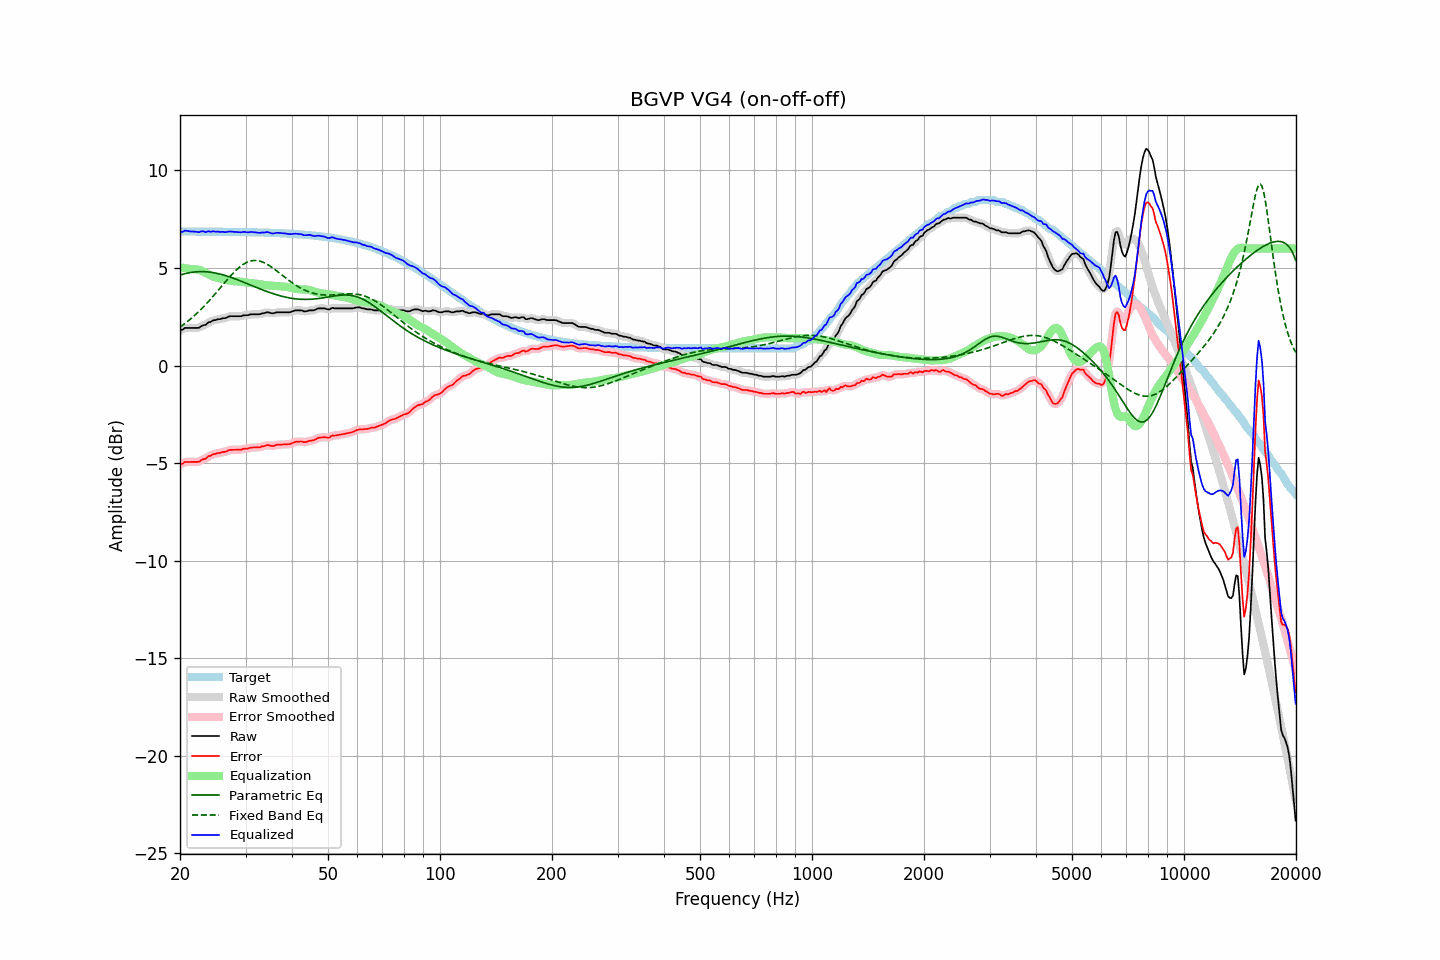 BGVP VG4 (on-off-off)
10
5
0
−5
−10
−15
−20
−25
Amplitude (dBr)
Target
Raw Smoothed
Error Smoothed
Raw
Error
Equalization
Parametric Eq
Fixed Band Eq
Equalized
20 50 100 200 500 1000 2000 5000 10000 20000
Frequency (Hz)